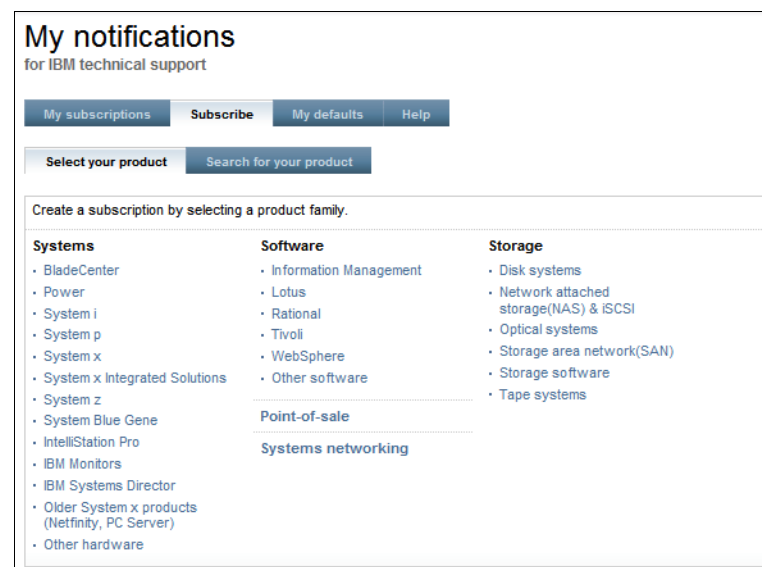 My notifications
for IBM technical support
My subscriptions
Subscribe
My defaults
Help
Select your product
Search for your product
Create a subscription by selecting a product family.
Systems
BladeCenter
Power
System i
System p
System x
System x Integrated Solutions
System z
System Blue Gene
IntelliStation Pro
IBM Monitors
IBM Systems Director
Older System x products
(Netfinity, PC Server)
Other hardware
Software
Information Management
Lotus
Rational
Tivoli
WebSphere
Other software
Point-of-sale
Systems networking
Storage
Disk systems
Network attached
storage(NAS) & iSCSI
Optical systems
Storage area network(SAN)
Storage software
Tape systems